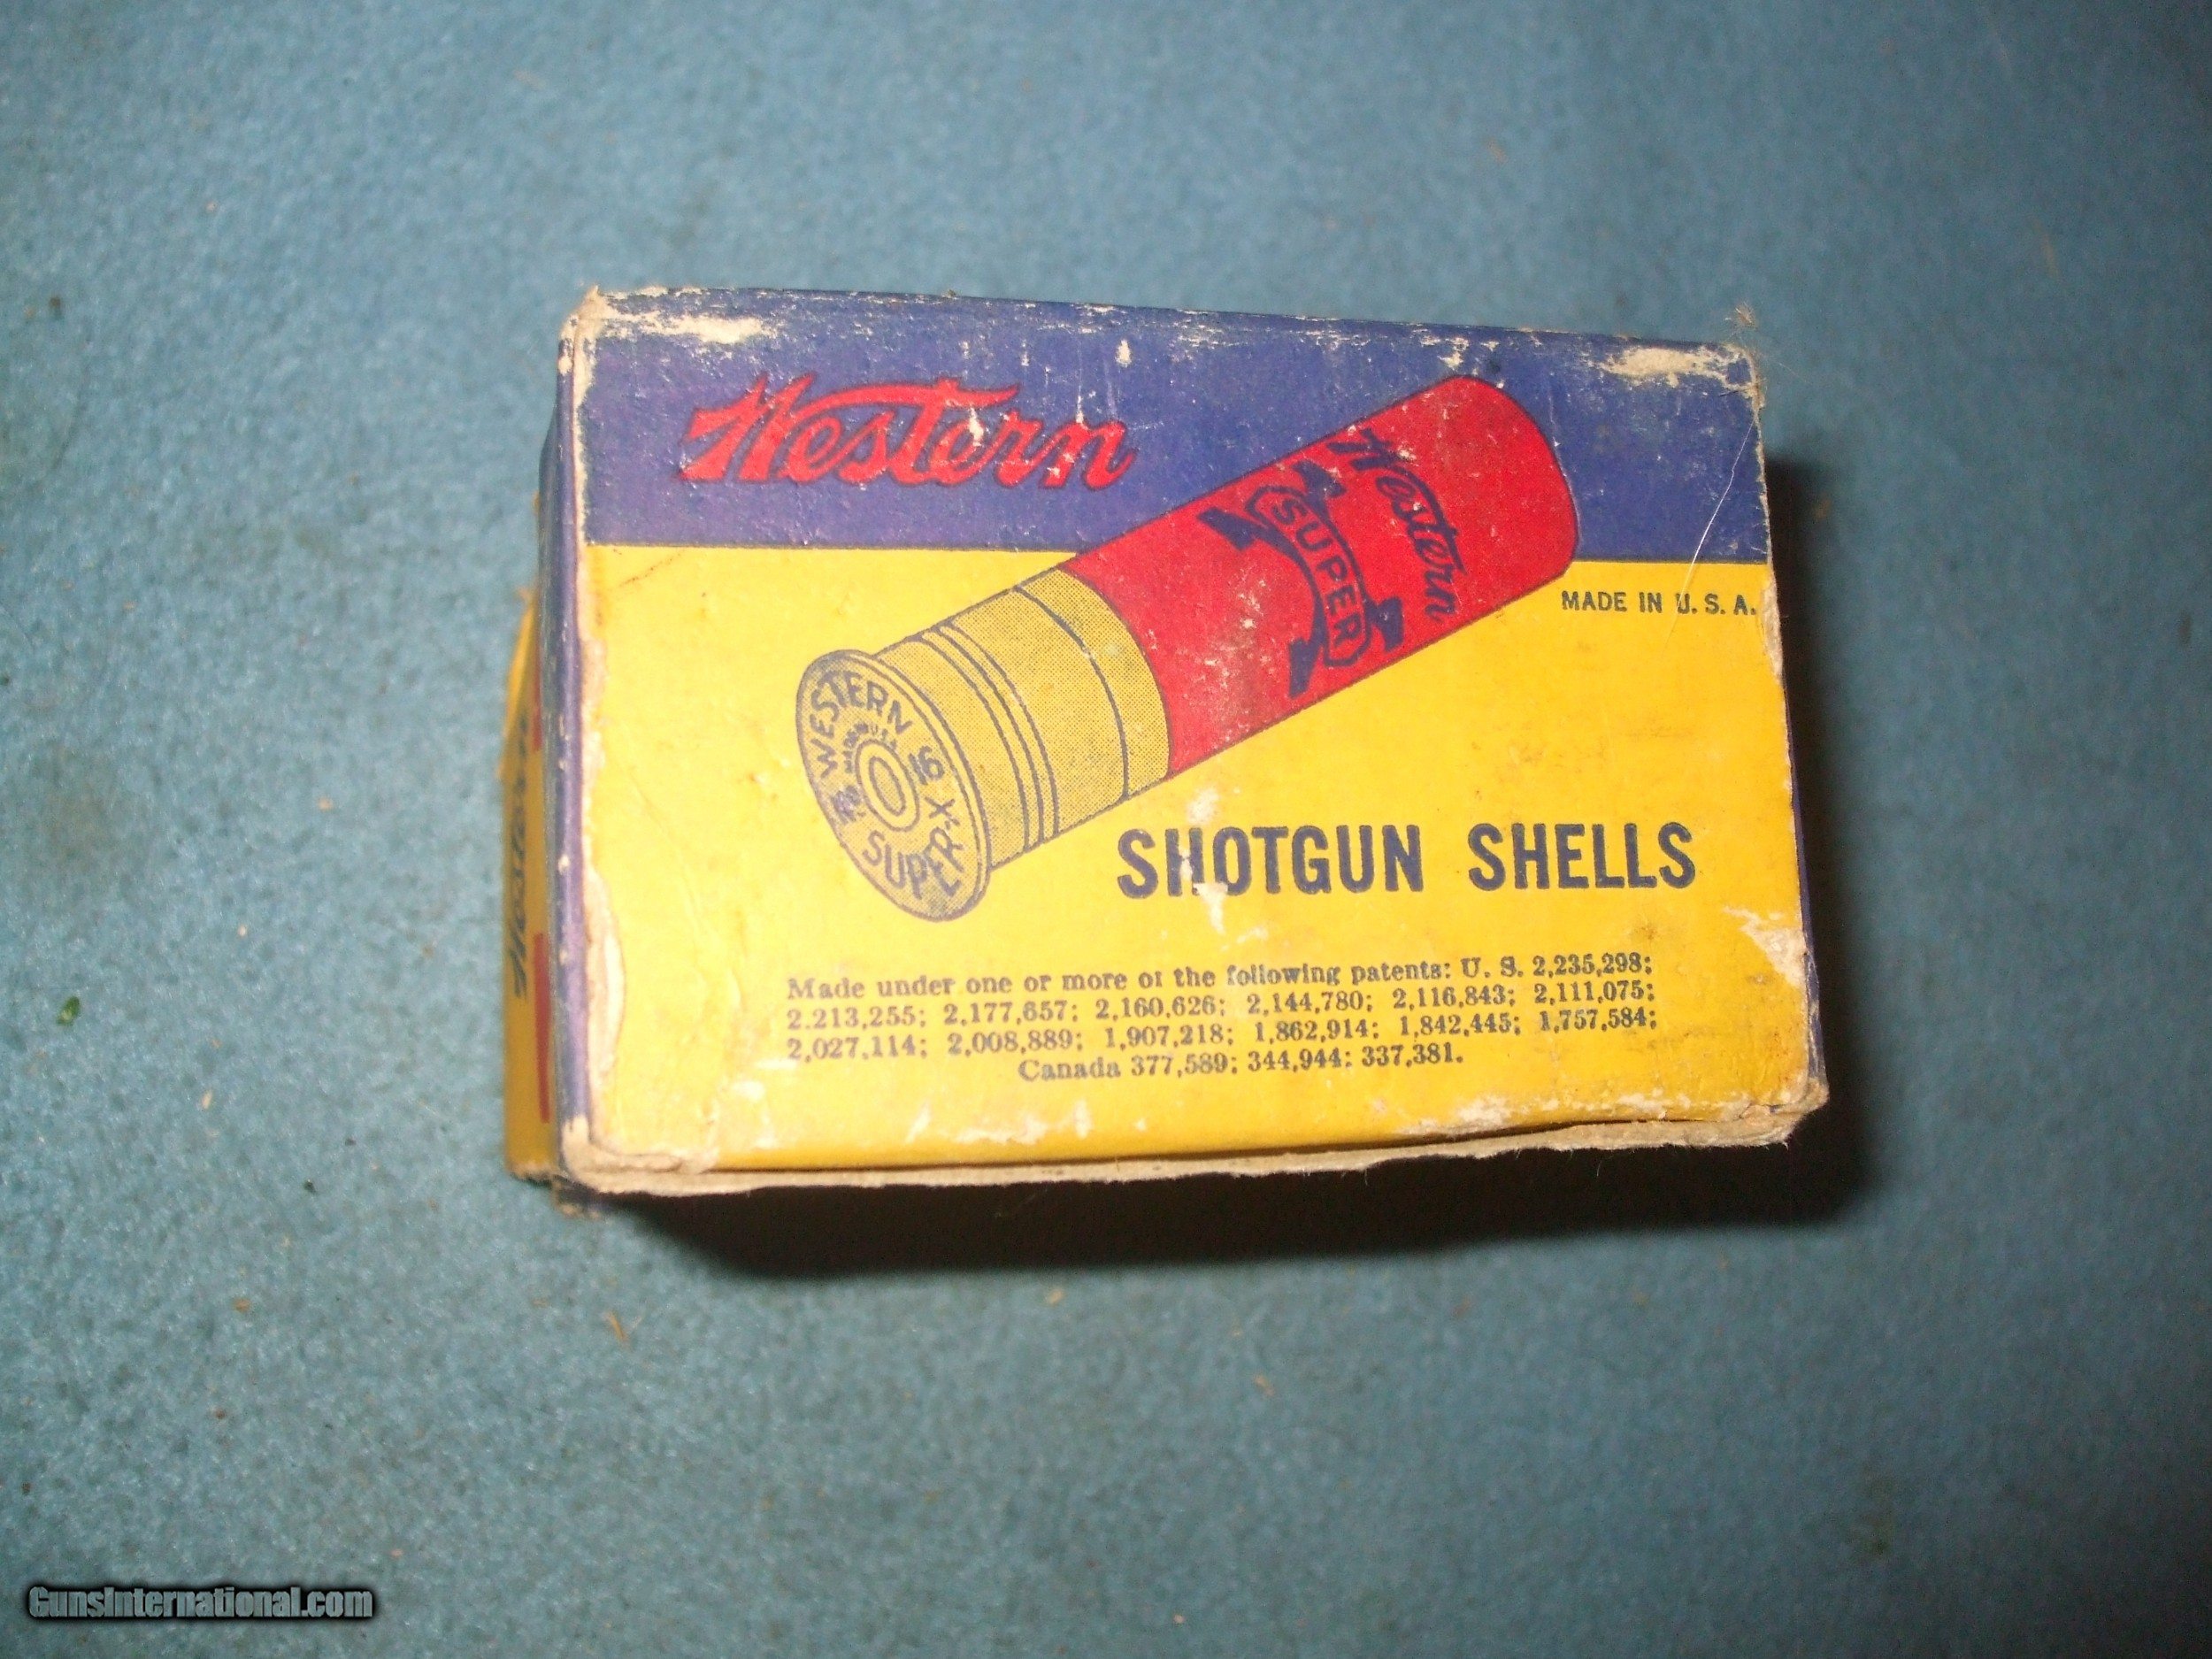 Western
Western
SUPER
MADE IN U. S. A.
WESTERN
MADE IN U.S.A.
16
SUPER-X
SHOTGUN SHELLS
Made under one or more of the following patents: U. S. 2,235,298;
2.213,255; 2,177,657; 2,160,626; 2,144,780; 2,116,843; 2,111,075;
2,027,114; 2,008,889; 1,907,218; 1,862,914; 1,842,445; 1,757,584;
Canada 377,589; 344,944; 337,381.
Western
GunsInternational.com